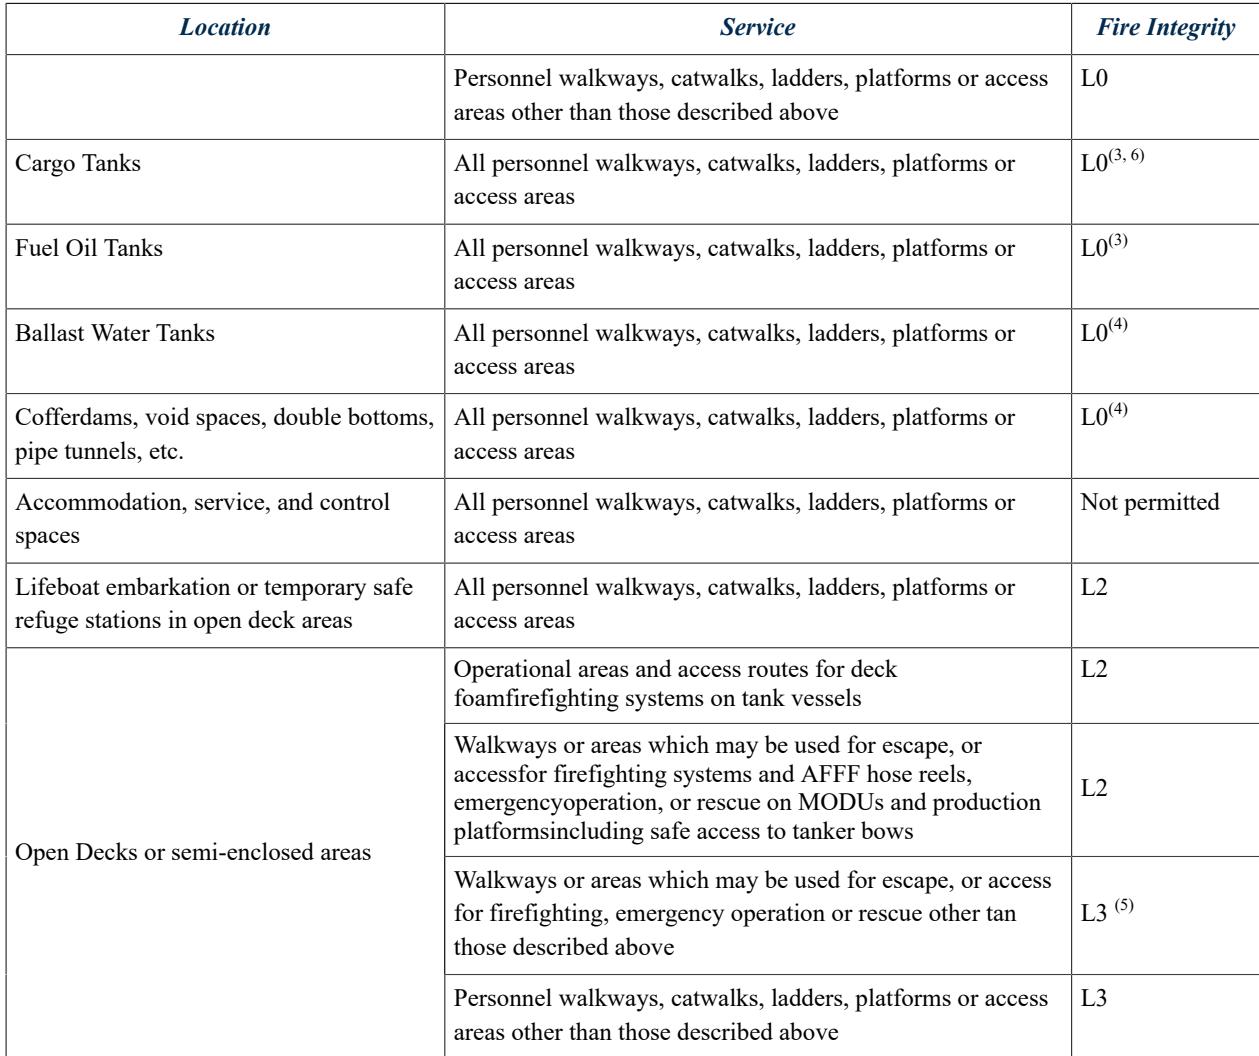 Location Service Fire Integrity
Personnel walkways, catwalks, ladders, platforms or access L0
areas other than those described above
Cargo Tanks All personnel walkways, catwalks, ladders, platforms or L0(3, 6)
access areas
Fuel Oil Tanks All personnel walkways, catwalks, ladders, platforms or L0(3)
access areas
Ballast Water Tanks All personnel walkways, catwalks, ladders, platforms or L0(4)
access areas
Cofferdams, void spaces, double bottoms, All personnel walkways, catwalks, ladders, platforms or L0(4)
pipe tunnels, etc. access areas
Accommodation, service, and control All personnel walkways, catwalks, ladders, platforms or Not permitted
spaces access areas
Lifeboat embarkation or temporary safe All personnel walkways, catwalks, ladders, platforms or L2
refuge stations in open deck areas access areas
Open Decks or semi-enclosed areas
Operational areas and access routes for deck L2
foamfirefighting systems on tank vessels
Walkways or areas which may be used for escape, or
accessfor firefighting systems and AFFF hose reels,
emergencyoperation, or rescue on MODUs and production L2
platformsincluding safe access to tanker bows
Walkways or areas which may be used for escape, or access
for firefighting, emergency operation or rescue other tan L3 (5)
those described above
Personnel walkways, catwalks, ladders, platforms or access L3
areas other than those described above